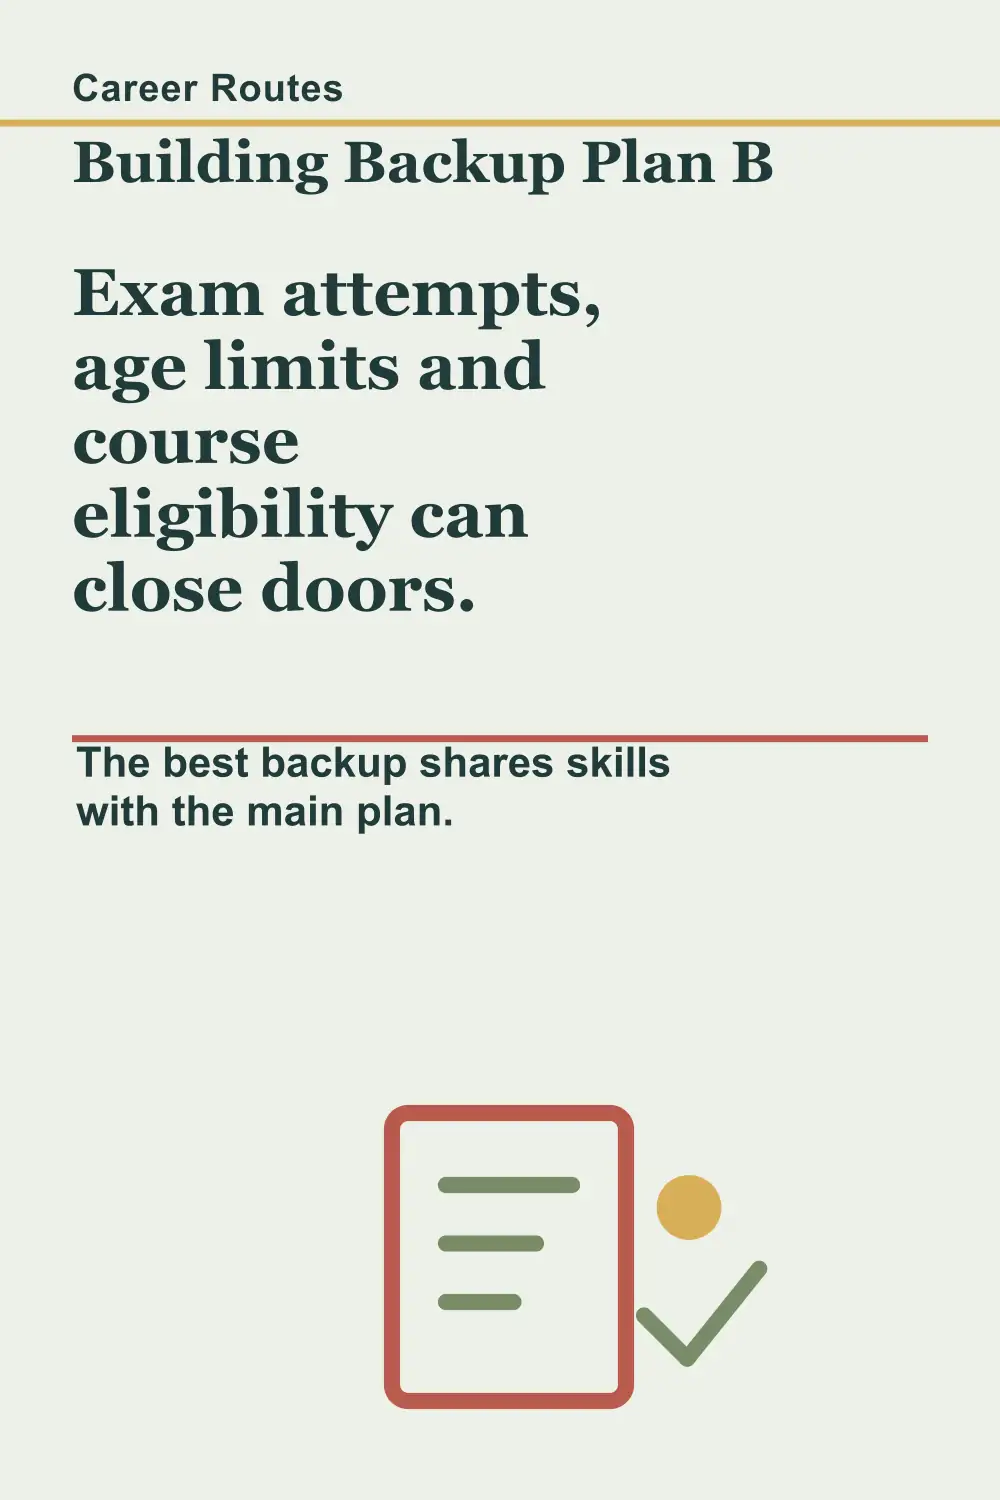 Career Routes
Building Backup Plan B
Exam attempts,
age limits and
course
eligibility can
close doors.
The best backup shares skills
with the main plan.